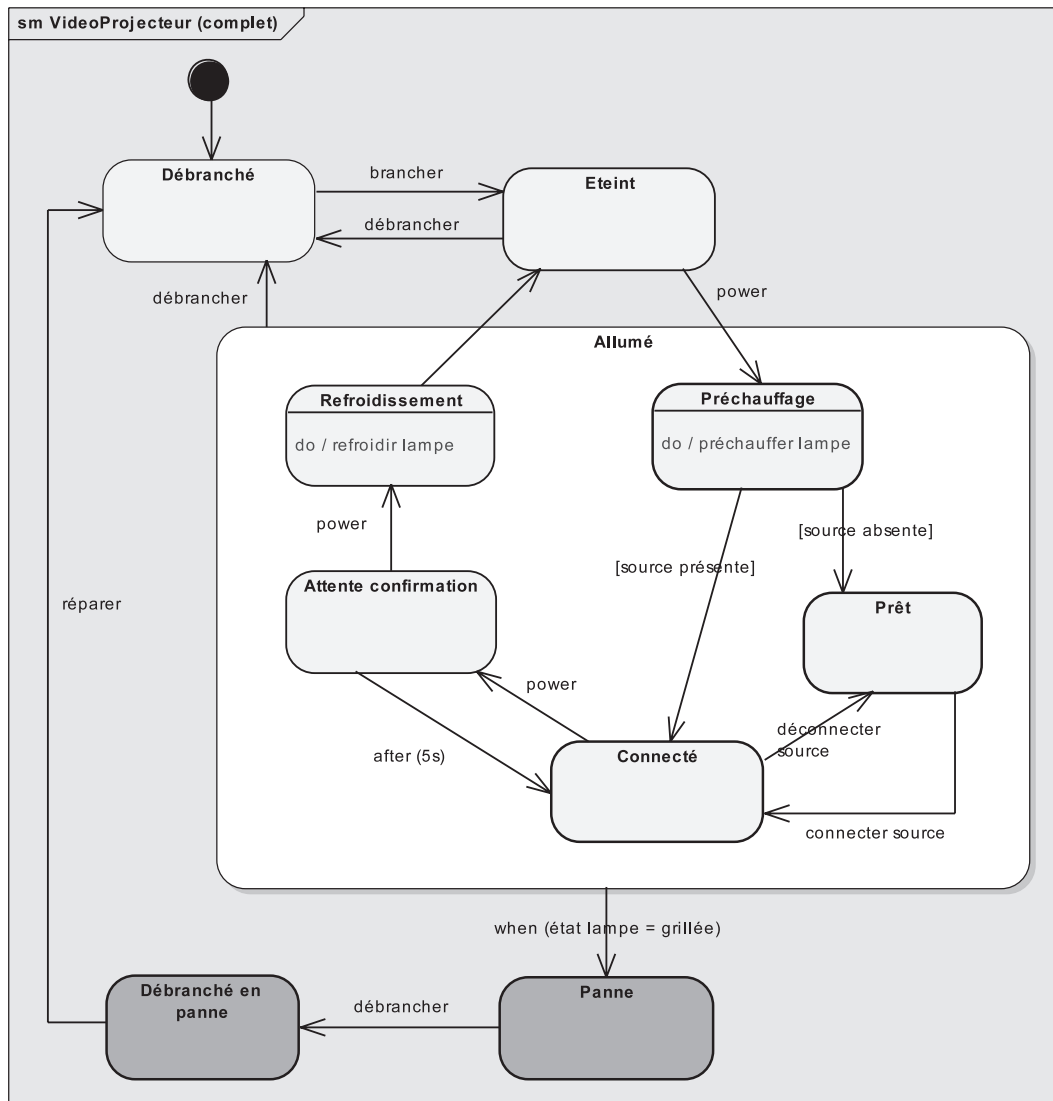 sm VideoProjecteur (complet)
Débranché
brancher
Eteint
débrancher
débrancher
power
Allumé
Refroidissement
do / refroidir lampe
Préchauffage
do / préchauffer lampe
power
[source absente]
[source présente]
Attente confirmation
réparer
Prêt
power
déconnecter
source
after (5s)
Connecté
connecter source
when (état lampe = grillée)
Débranché en
panne
débrancher
Panne